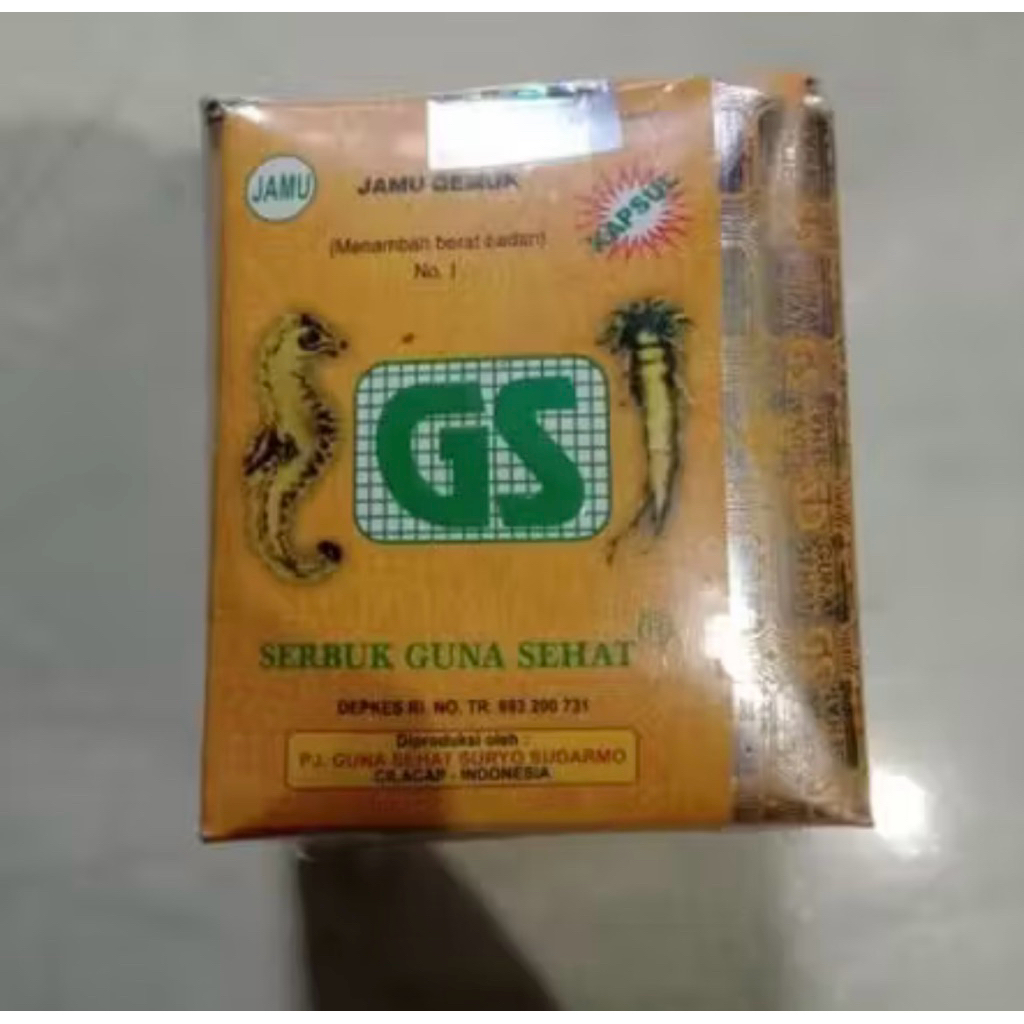 JAMU
JAMU GEMUK
KAPSUL
(Menambah berat badan)
No. 1
GS
SERBUK GUNA SEHAT
DEPKES RI. NO. TR. 693 200 731
Diproduksi oleh :
PJ. GUNA SEHAT SURYO SUDARMO
CILACAP - INDONESIA